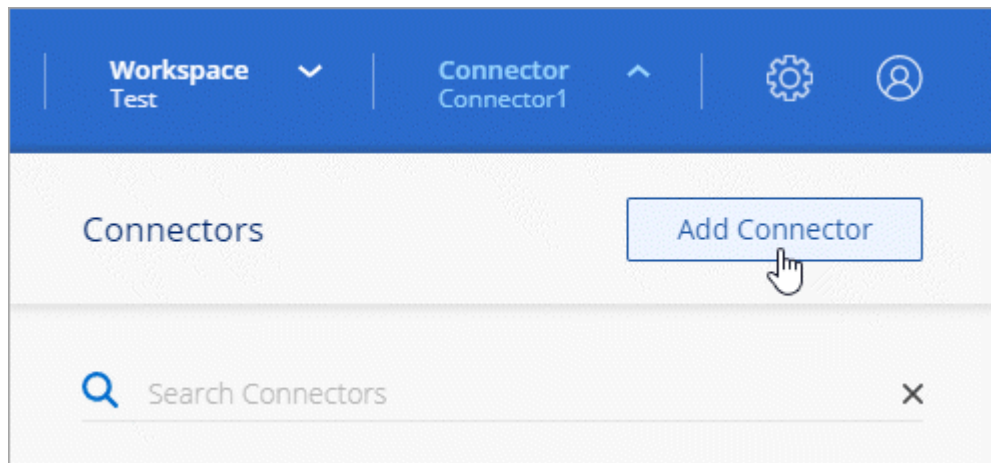 Workspace
Test
Connector
Connector1
Connectors
Add Connector
Search Connectors